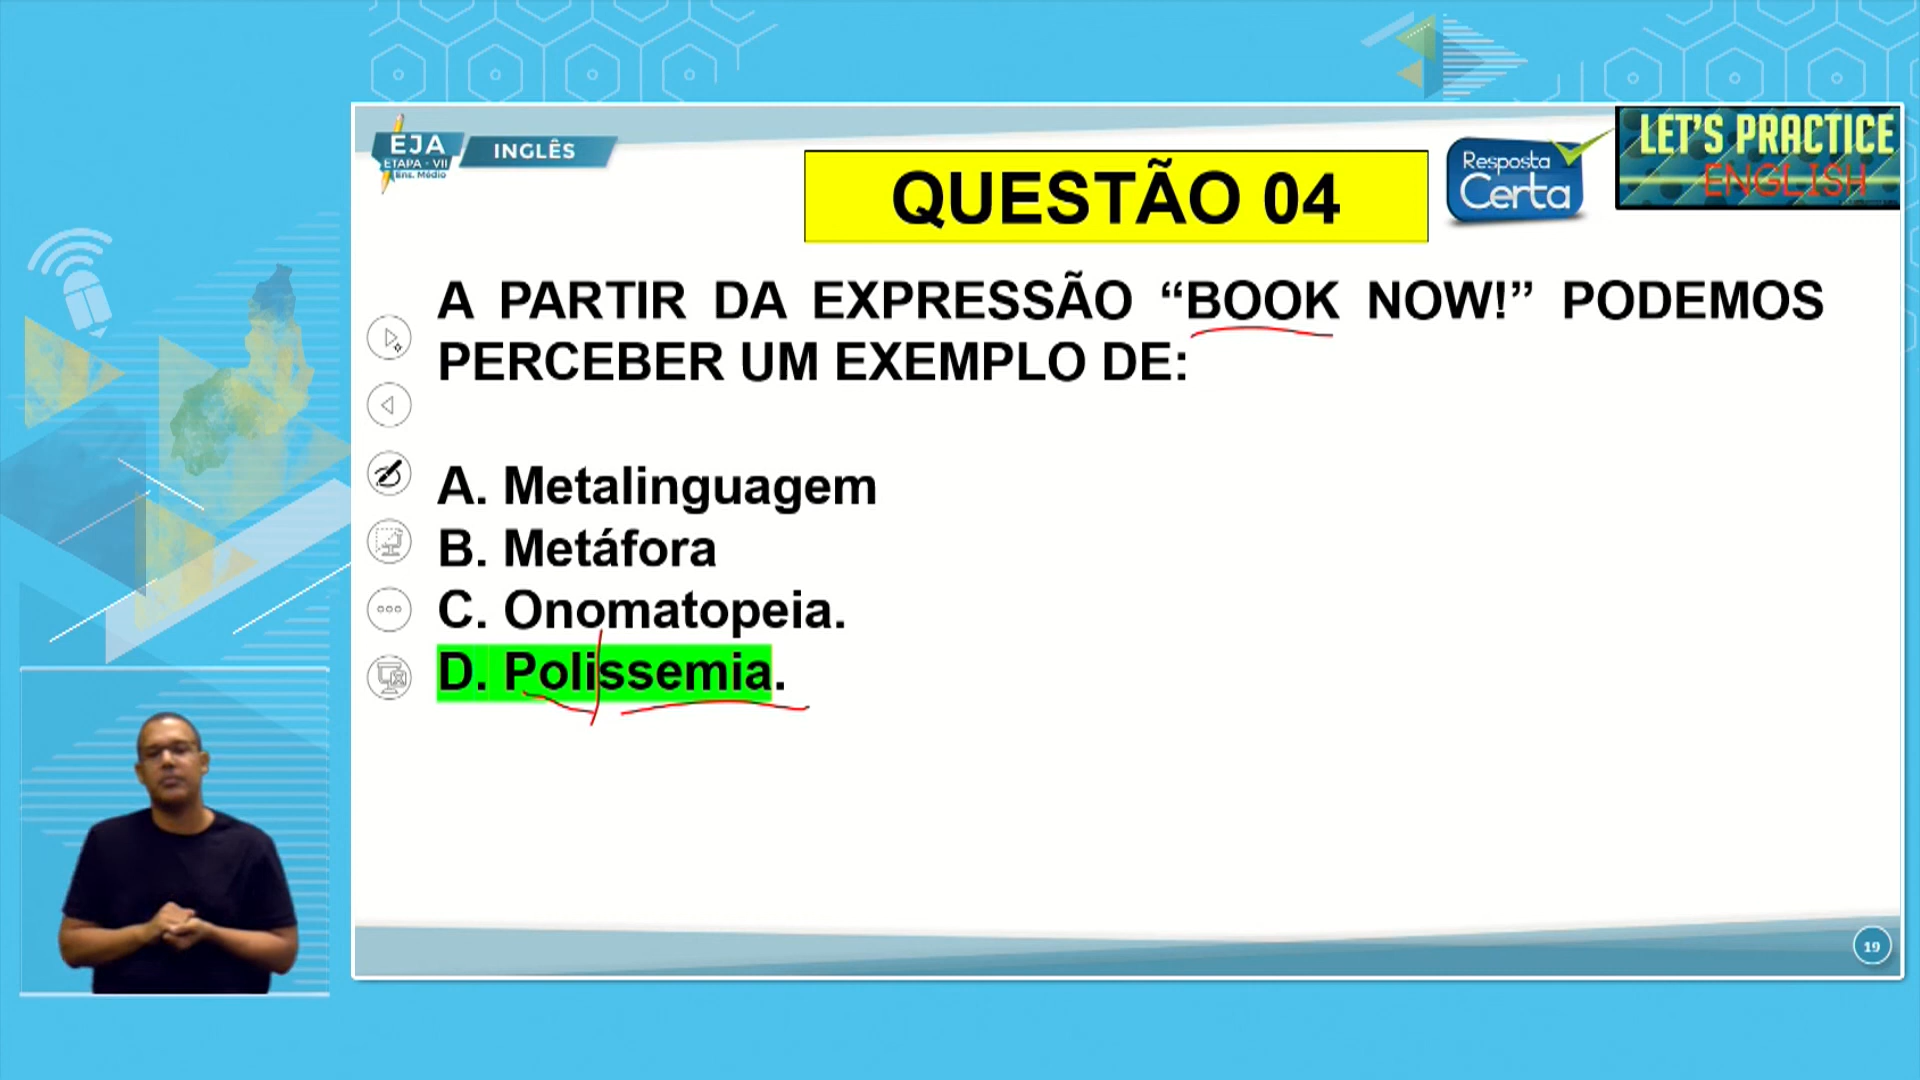 EJA
ETAPA - VII
Ens. Médio
INGLÊS
QUESTÃO 04
Resposta
Certa
LET'S PRACTICE
ENGLISH
A PARTIR DA EXPRESSÃO “BOOK NOW!” PODEMOS
PERCEBER UM EXEMPLO DE:
A. Metalinguagem
B. Metáfora
C. Onomatopeia.
D. Polissemia.
19